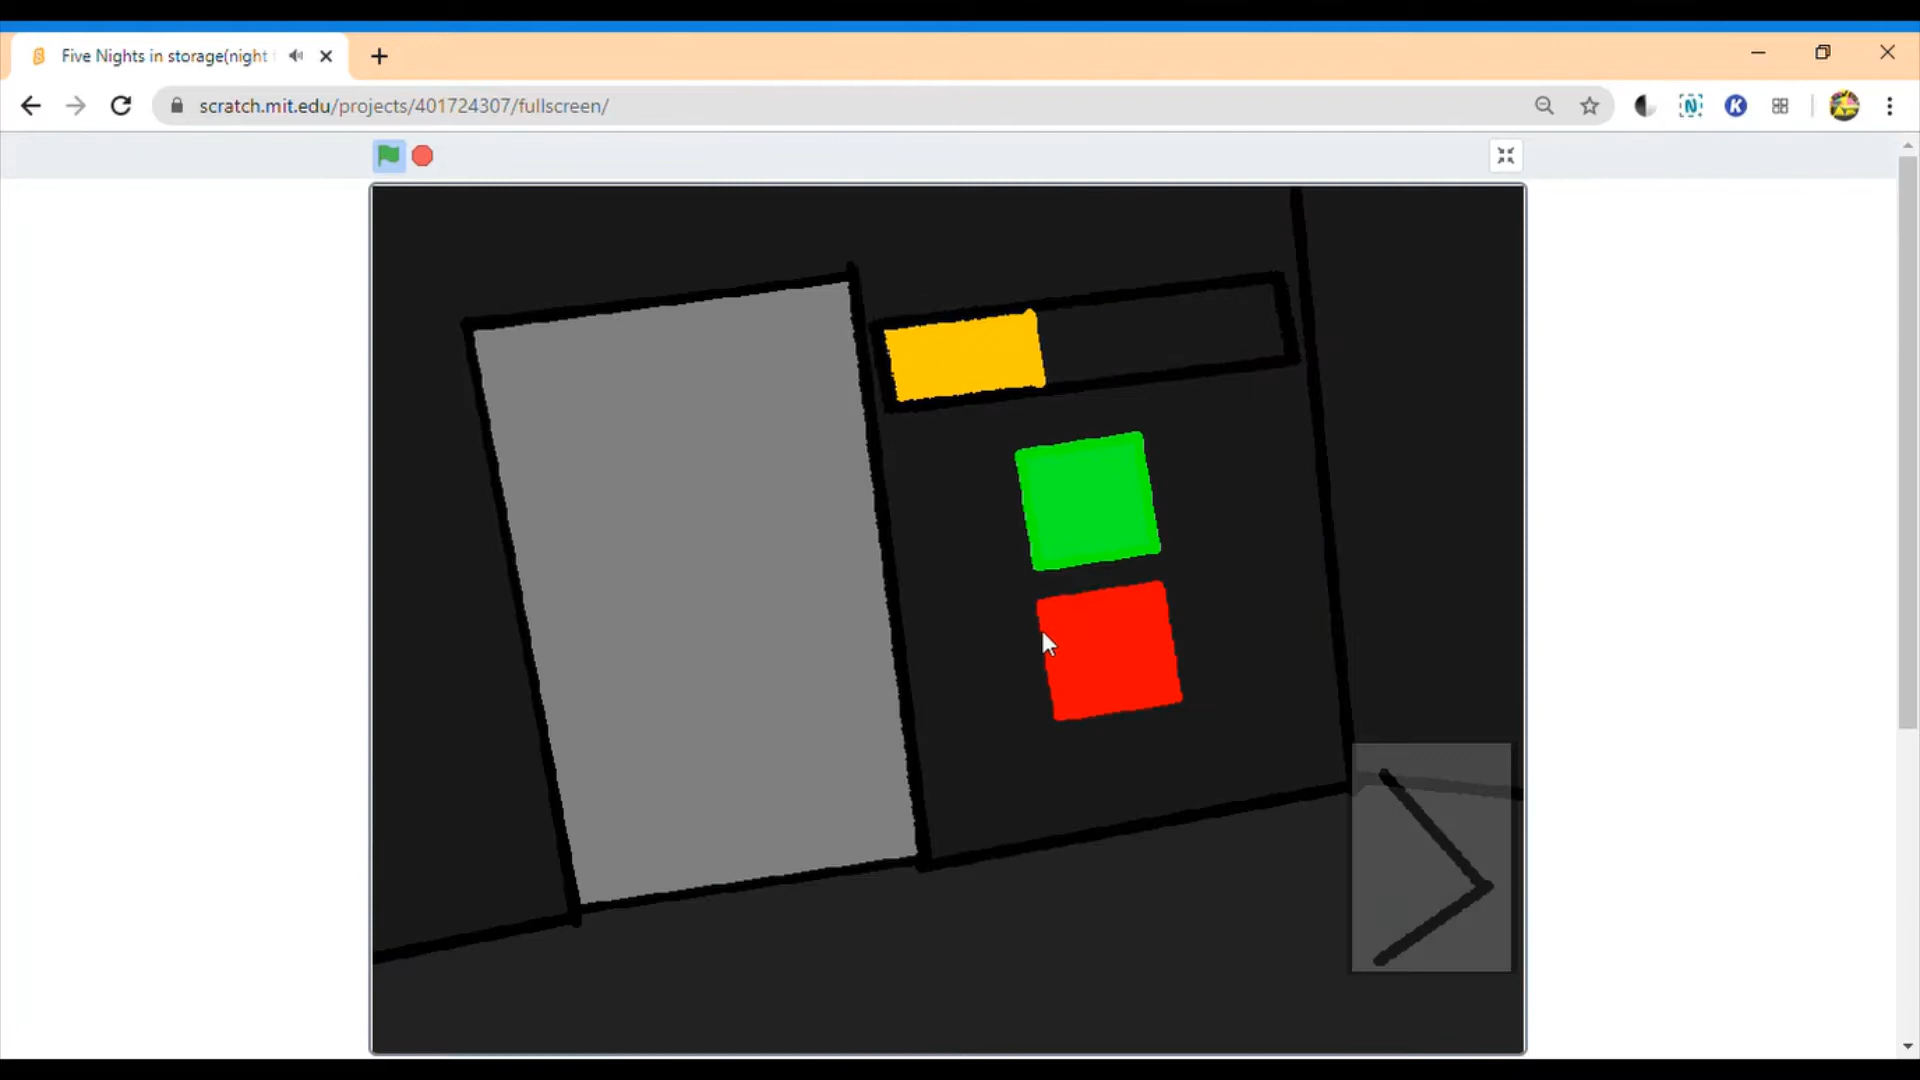 Five Nights in storage(night
scratch.mit.edu/projects/401724307/fullscreen/
N
K